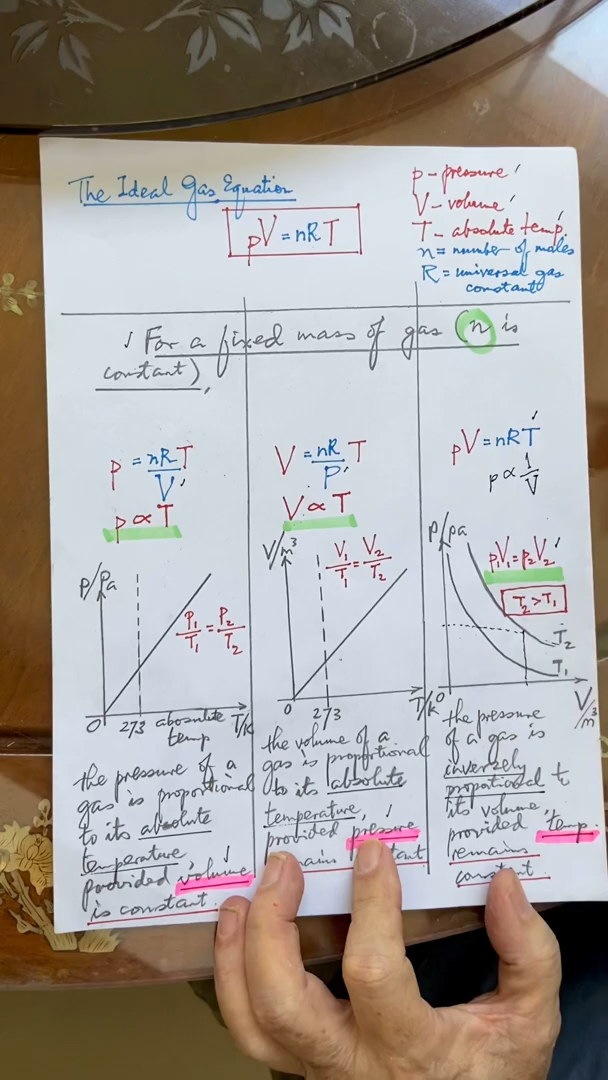 The Ideal Gas Equation
pV = nRT
p - pressure
V - volume
T - absolute temp.
n = number of moles
R = universal gas
constant
For a fixed mass of gas (n is
constant),
p = nRT/V
p ∝ T
P/Pa
P₁/T₁ = P₂/T₂
0
273
absolute
temp
T/K
the pressure of a
gas is proportional
to its absolute
temperature,
provided volume
is constant.
V = nR/P T
V ∝ T
V/m³
V₁/T₁ = V₂/T₂
0
273
T/K
the volume of a
gas is proportional
to its absolute
temperature,
provided pressure
remains constant
pV = nRT
p ∝ 1/V
P/pa
p₁V₁ = p₂V₂
T₂ > T₁
T₂
T₁
0
V/m³
the pressure
of a gas is
inversely
proportional to
its volume,
provided temp.
remains
constant.